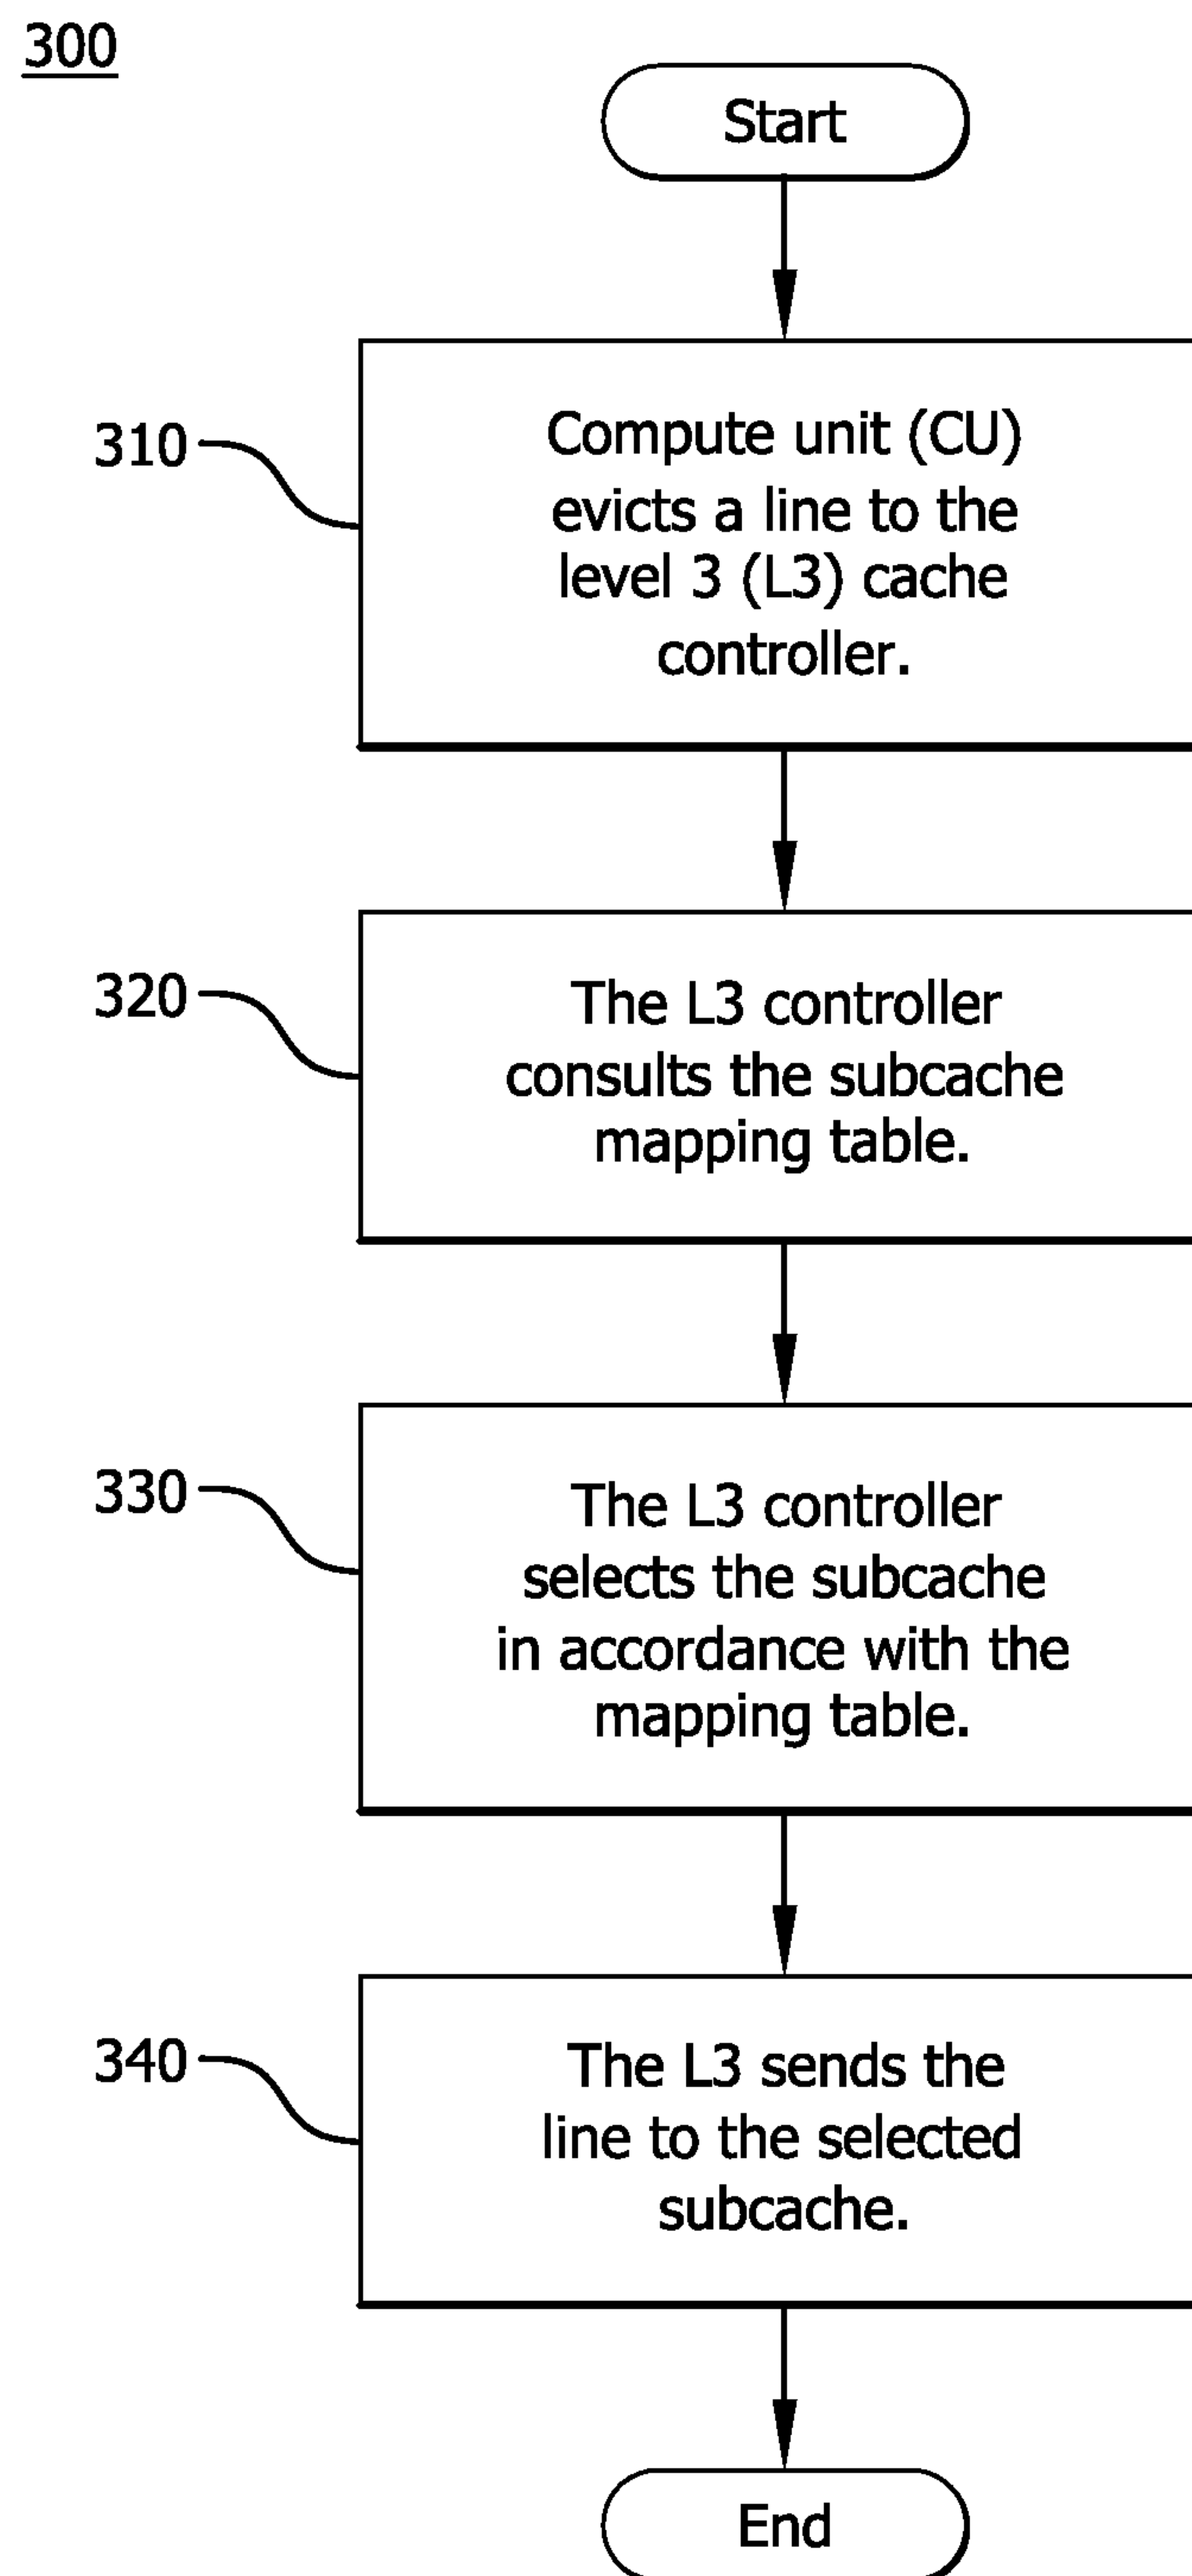 300
Start
310
Compute unit (CU)
evicts a line to the
level 3 (L3) cache
controller.
320
The L3 controller
consults the subcache
mapping table.
330
The L3 controller
selects the subcache
in accordance with the
mapping table.
340
The L3 sends the
line to the selected
subcache.
End